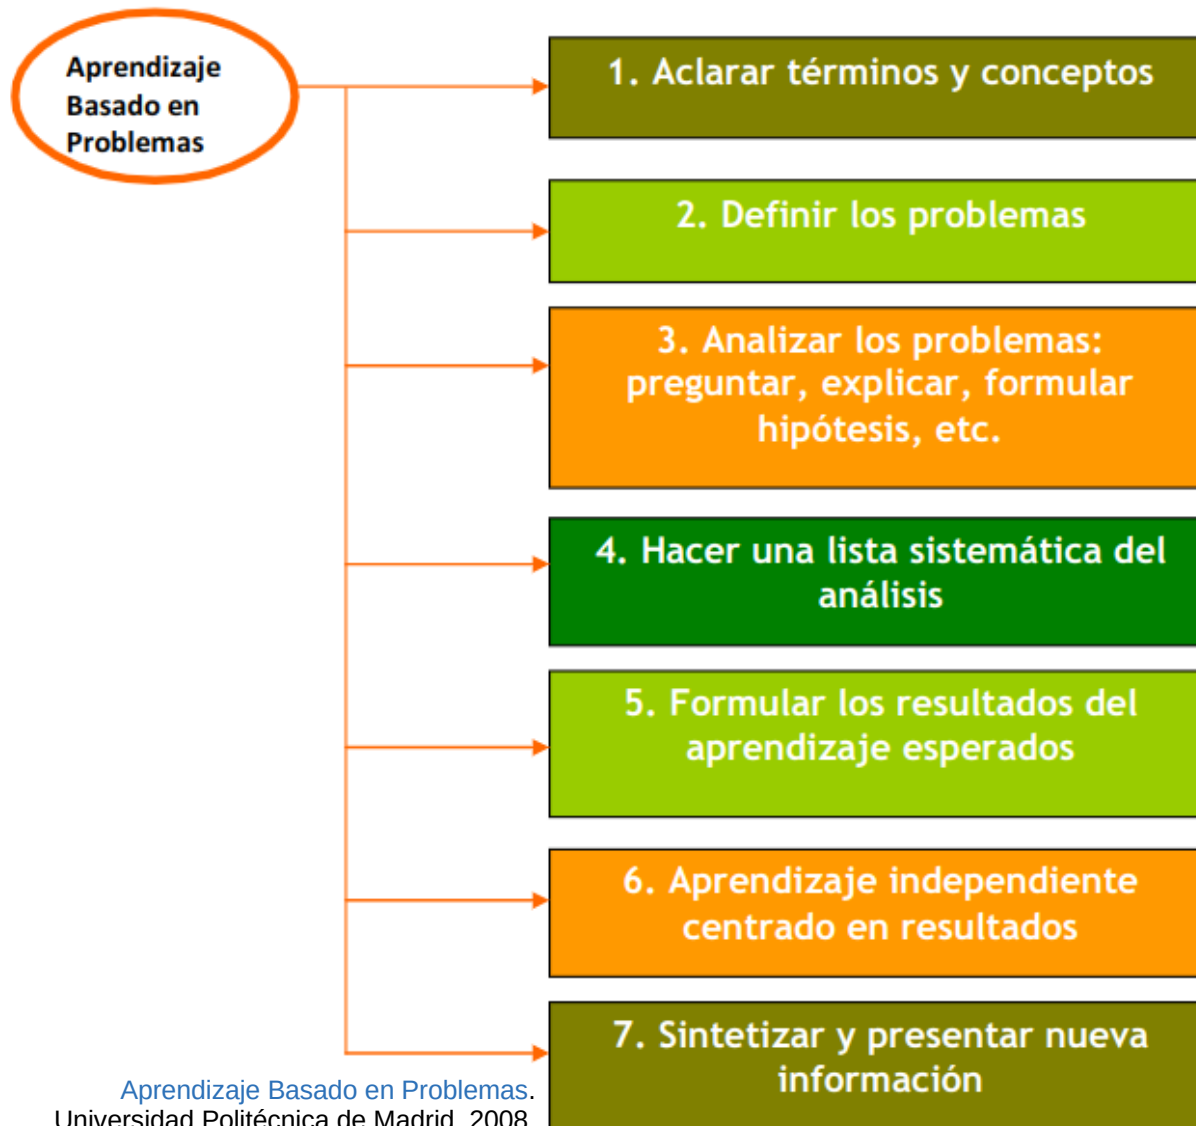 Aprendizaje
Basado en
Problemas
1. Aclarar términos y conceptos
2. Definir los problemas
3. Analizar los problemas:
preguntar, explicar, formular
hipótesis, etc.
4. Hacer una lista sistemática del
análisis
5. Formular los resultados del
aprendizaje esperados
6. Aprendizaje independiente
centrado en resultados
7. Sintetizar y presentar nueva
información
Aprendizaje Basado en Problemas.
Universidad Politécnica de Madrid, 2008.